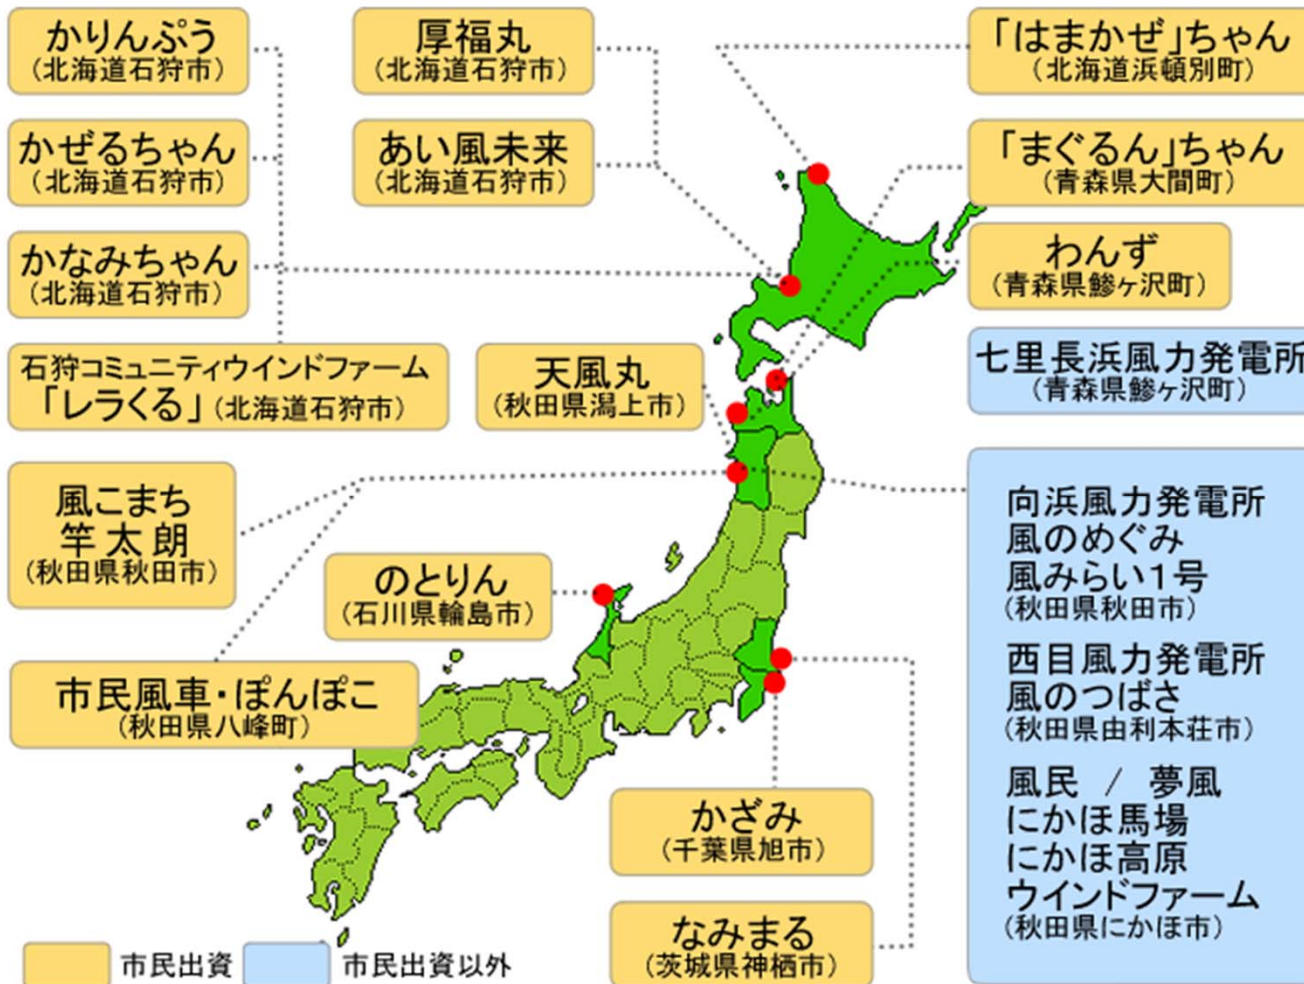 かりんぷう
(北海道石狩市)
厚福丸
(北海道石狩市)
「はまかぜ」ちゃん
(北海道浜頓別町)
かぜるちゃん
(北海道石狩市)
あい風未来
(北海道石狩市)
「まぐるん」ちゃん
(青森県大間町)
かなみちゃん
(北海道石狩市)
わんず
(青森県鰺ヶ沢町)
石狩コミュニティウインドファーム
「レラくる」(北海道石狩市)
天風丸
(秋田県潟上市)
七里長浜風力発電所
(青森県鰺ヶ沢町)
風こまち
竿太朗
(秋田県秋田市)
のとりん
(石川県輪島市)
市民風車・ぽんぽこ
(秋田県八峰町)
向浜風力発電所
風のめぐみ
風みらい1号
(秋田県秋田市)
西目風力発電所
風のつばさ
(秋田県由利本荘市)
風民 / 夢風
にかほ馬場
にかほ高原
ウインドファーム
(秋田県にかほ市)
かざみ
(千葉県旭市)
なみまる
(茨城県神栖市)
市民出資
市民出資以外